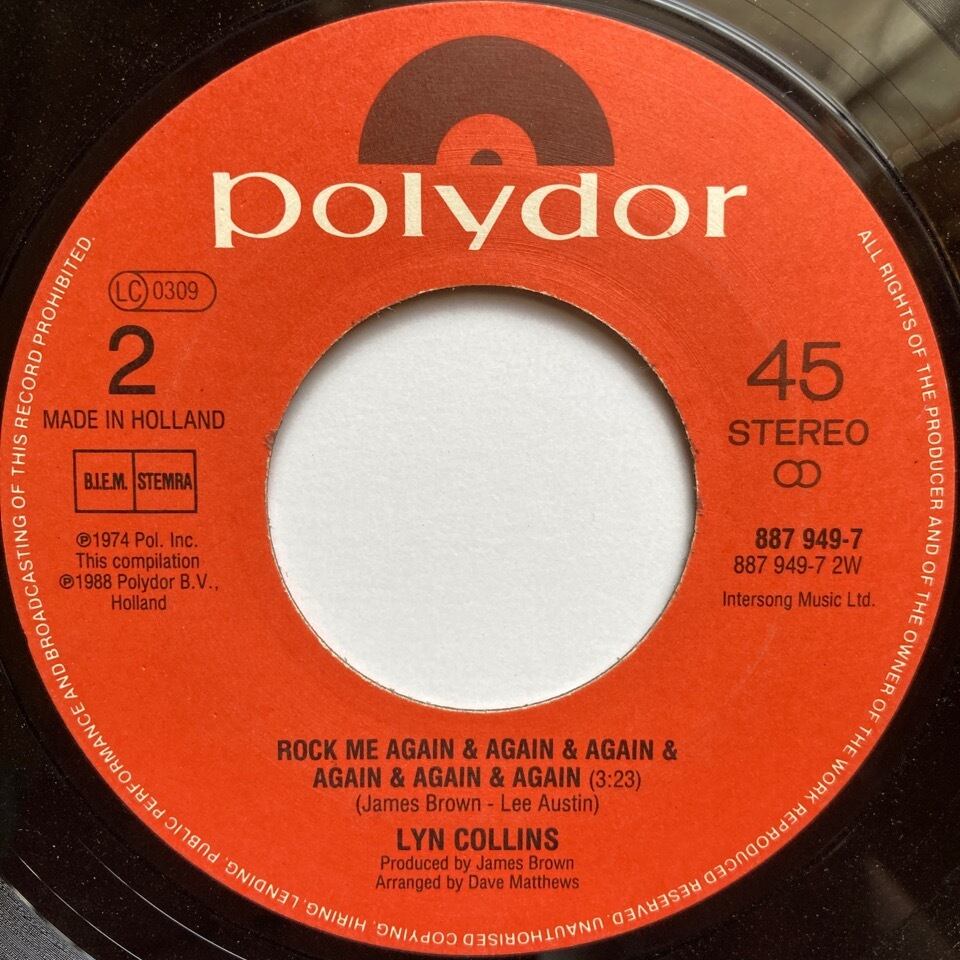 polydor
LC 0309
2
MADE IN HOLLAND
B.I.E.M. STEMRA
℗1974 Pol. Inc.
This compilation
℗1988 Polydor B.V.,
Holland
45
STEREO
887 949-7
887 949-7 2W
Intersong Music Ltd.
ROCK ME AGAIN & AGAIN & AGAIN &
AGAIN & AGAIN & AGAIN (3:23)
(James Brown - Lee Austin)
LYN COLLINS
Produced by James Brown
Arranged by Dave Matthews
ALL RIGHTS OF THE PRODUCER AND OF THE OWNER OF THE WORK REPRODUCED RESERVED. UNAUTHORISED COPYING, HIRING, LENDING, PUBLIC PERFORMANCE AND BROADCASTING OF THIS RECORD PROHIBITED.